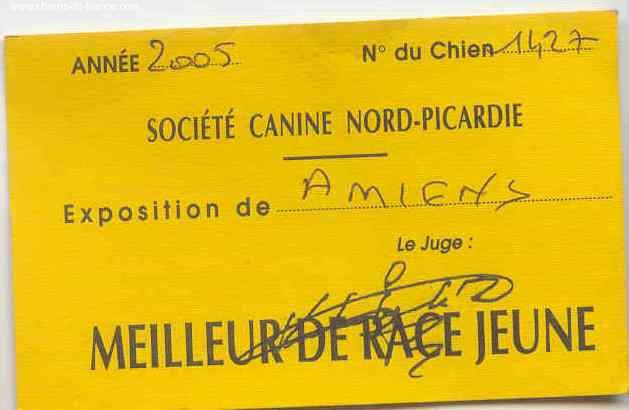 www.chiens-de-france.com
ANNÉE 2005 N° du Chien 1427
SOCIÉTÉ CANINE NORD-PICARDIE
Exposition de AMIENS
Le Juge :
MEILLEUR DE RACE JEUNE